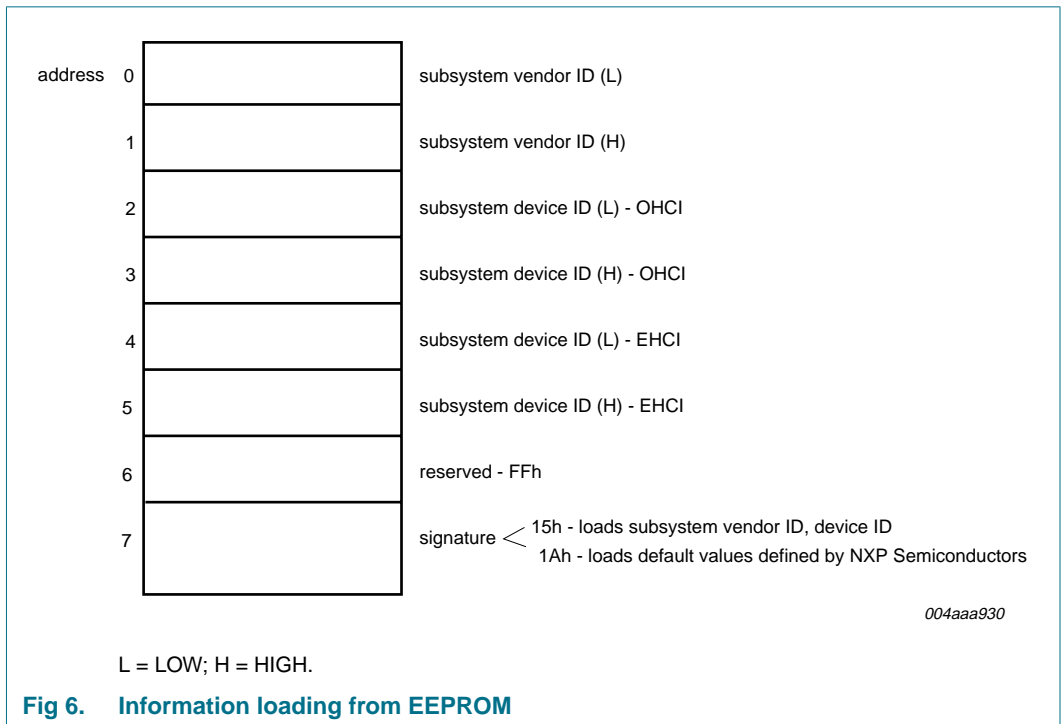 address 0 subsystem vendor ID (L)
1 subsystem vendor ID (H)
2 subsystem device ID (L) - OHCI
3 subsystem device ID (H) - OHCI
4 subsystem device ID (L) - EHCI
5 subsystem device ID (H) - EHCI
6 reserved - FFh
15h - loads subsystem vendor ID, device ID
7 signature
1Ah - loads default values defined by NXP Semiconductors
004aaa930
L = LOW; H = HIGH.
Fig 6. Information loading from EEPROM